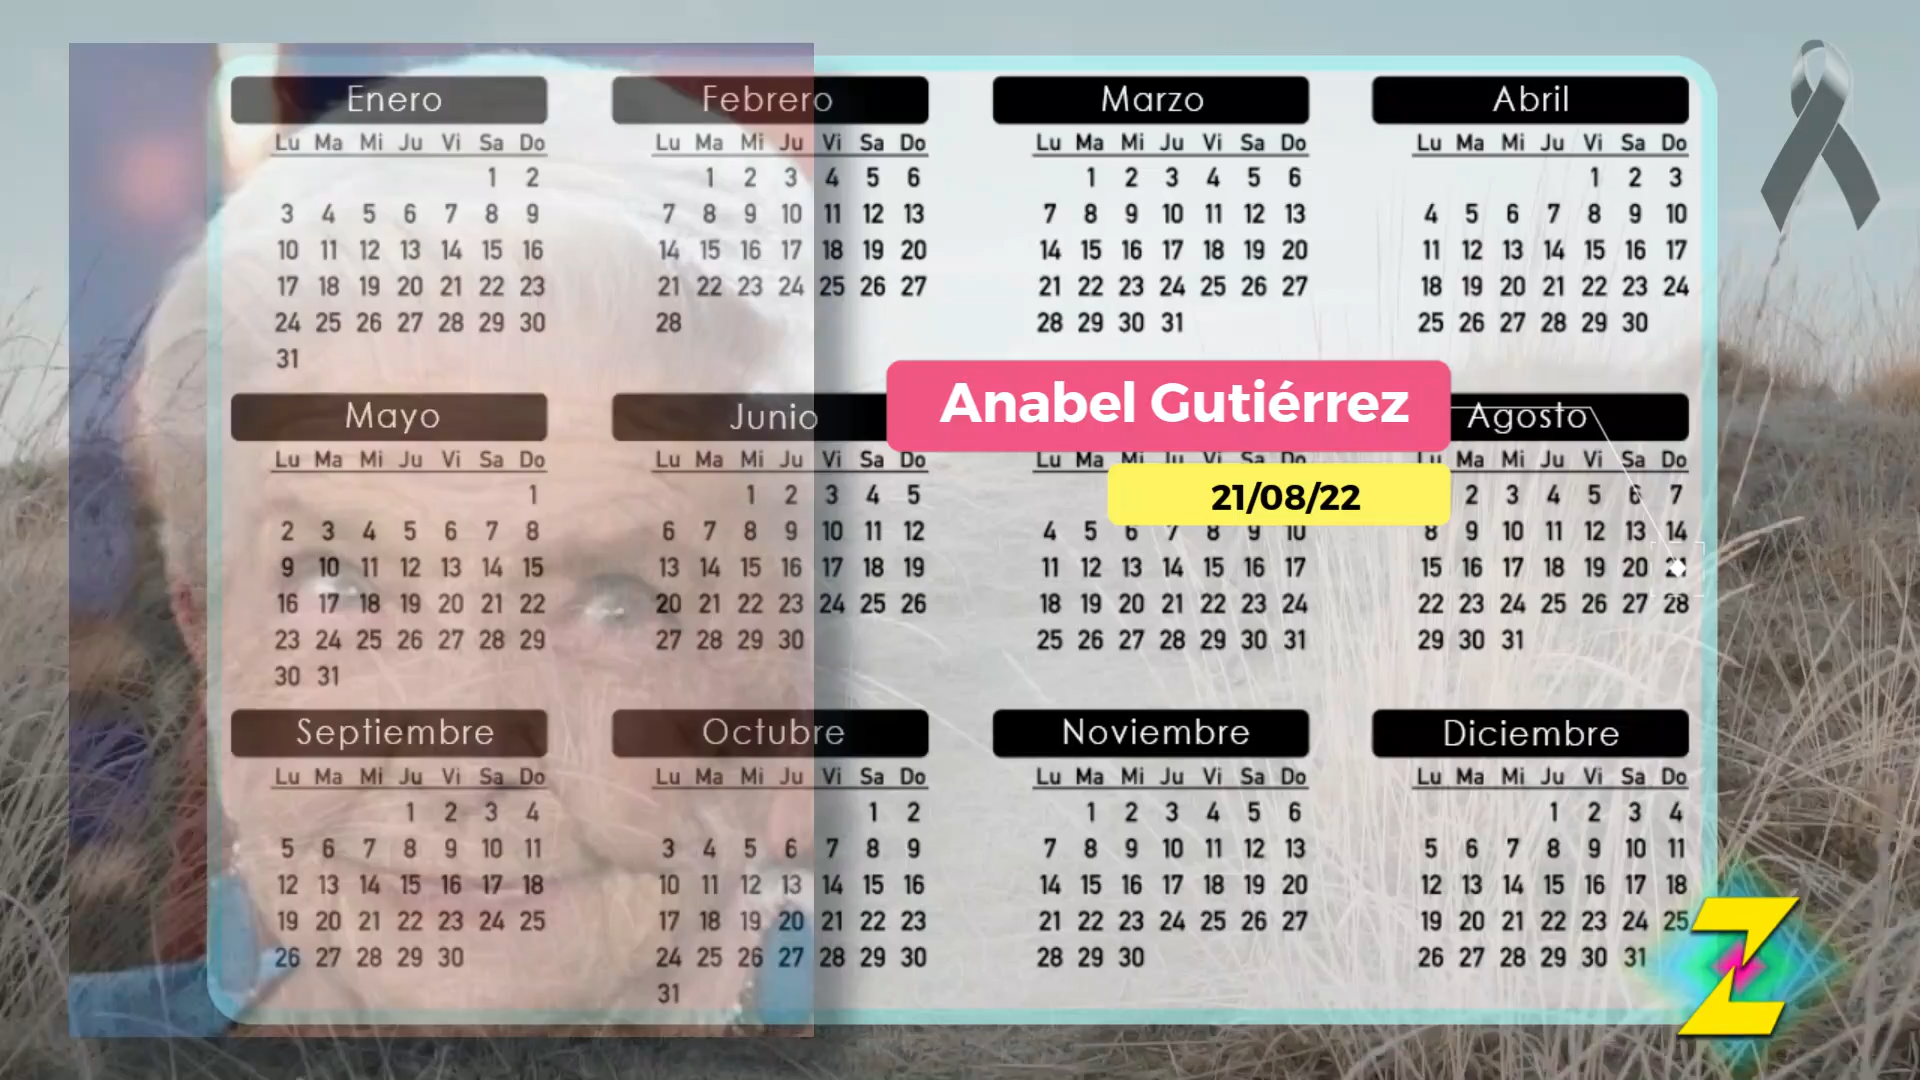 Enero
Lu Ma Mi Ju Vi Sa Do
1 2
3 4 5 6 7 8 9
10 11 12 13 14 15 16
17 18 19 20 21 22 23
24 25 26 27 28 29 30
31
Febrero
Lu Ma Mi Ju Vi Sa Do
1 2 3 4 5 6
7 8 9 10 11 12 13
14 15 16 17 18 19 20
21 22 23 24 25 26 27
28
Marzo
Lu Ma Mi Ju Vi Sa Do
1 2 3 4 5 6
7 8 9 10 11 12 13
14 15 16 17 18 19 20
21 22 23 24 25 26 27
28 29 30 31
Abril
Lu Ma Mi Ju Vi Sa Do
1 2 3
4 5 6 7 8 9 10
11 12 13 14 15 16 17
18 19 20 21 22 23 24
25 26 27 28 29 30
Mayo
Lu Ma Mi Ju Vi Sa Do
1
2 3 4 5 6 7 8
9 10 11 12 13 14 15
16 17 18 19 20 21 22
23 24 25 26 27 28 29
30 31
Junio
Lu Ma Mi Ju Vi Sa Do
1 2 3 4 5
6 7 8 9 10 11 12
13 14 15 16 17 18 19
20 21 22 23 24 25 26
27 28 29 30
Anabel Gutiérrez
21/08/22
Lu Ma Mi Ju Vi Sa Do
4 5 6 7 8 9 10
11 12 13 14 15 16 17
18 19 20 21 22 23 24
25 26 27 28 29 30 31
Agosto
Lu Ma Mi Ju Vi Sa Do
2 3 4 5 6 7
8 9 10 11 12 13 14
15 16 17 18 19 20 21
22 23 24 25 26 27 28
29 30 31
Septiembre
Lu Ma Mi Ju Vi Sa Do
1 2 3 4
5 6 7 8 9 10 11
12 13 14 15 16 17 18
19 20 21 22 23 24 25
26 27 28 29 30
Octubre
Lu Ma Mi Ju Vi Sa Do
1 2
3 4 5 6 7 8 9
10 11 12 13 14 15 16
17 18 19 20 21 22 23
24 25 26 27 28 29 30
31
Noviembre
Lu Ma Mi Ju Vi Sa Do
1 2 3 4 5 6
7 8 9 10 11 12 13
14 15 16 17 18 19 20
21 22 23 24 25 26 27
28 29 30
Diciembre
Lu Ma Mi Ju Vi Sa Do
1 2 3 4
5 6 7 8 9 10 11
12 13 14 15 16 17 18
19 20 21 22 23 24 25
26 27 28 29 30 31
Z